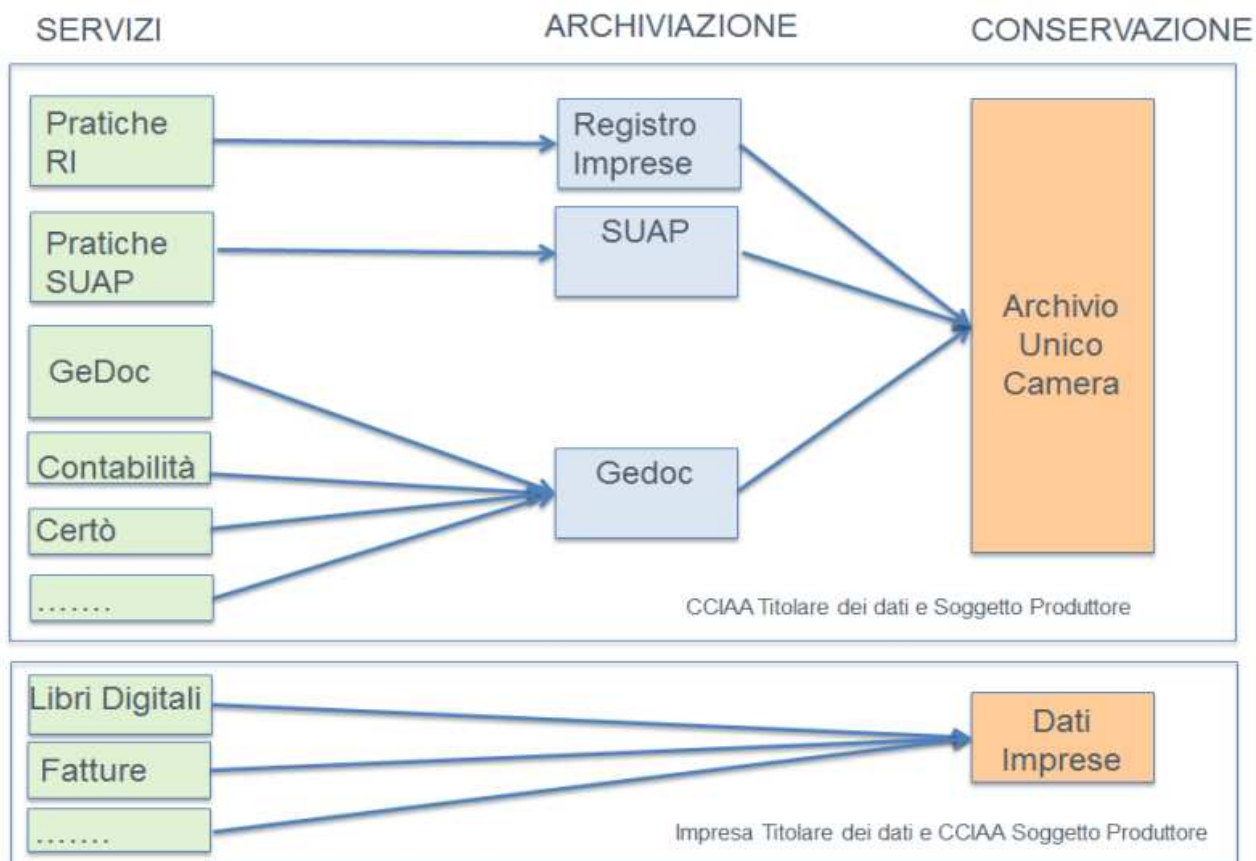 SERVIZI
ARCHIVIAZIONE
CONSERVAZIONE
Pratiche
RI
Registro
Imprese
Pratiche
SUAP
SUAP
GeDoc
Contabilità
Certò
.......
Gedoc
Archivio
Unico
Camera
CCIAA Titolare dei dati e Soggetto Produttore
Libri Digitali
Fatture
.......
Dati
Imprese
Impresa Titolare dei dati e CCIAA Soggetto Produttore